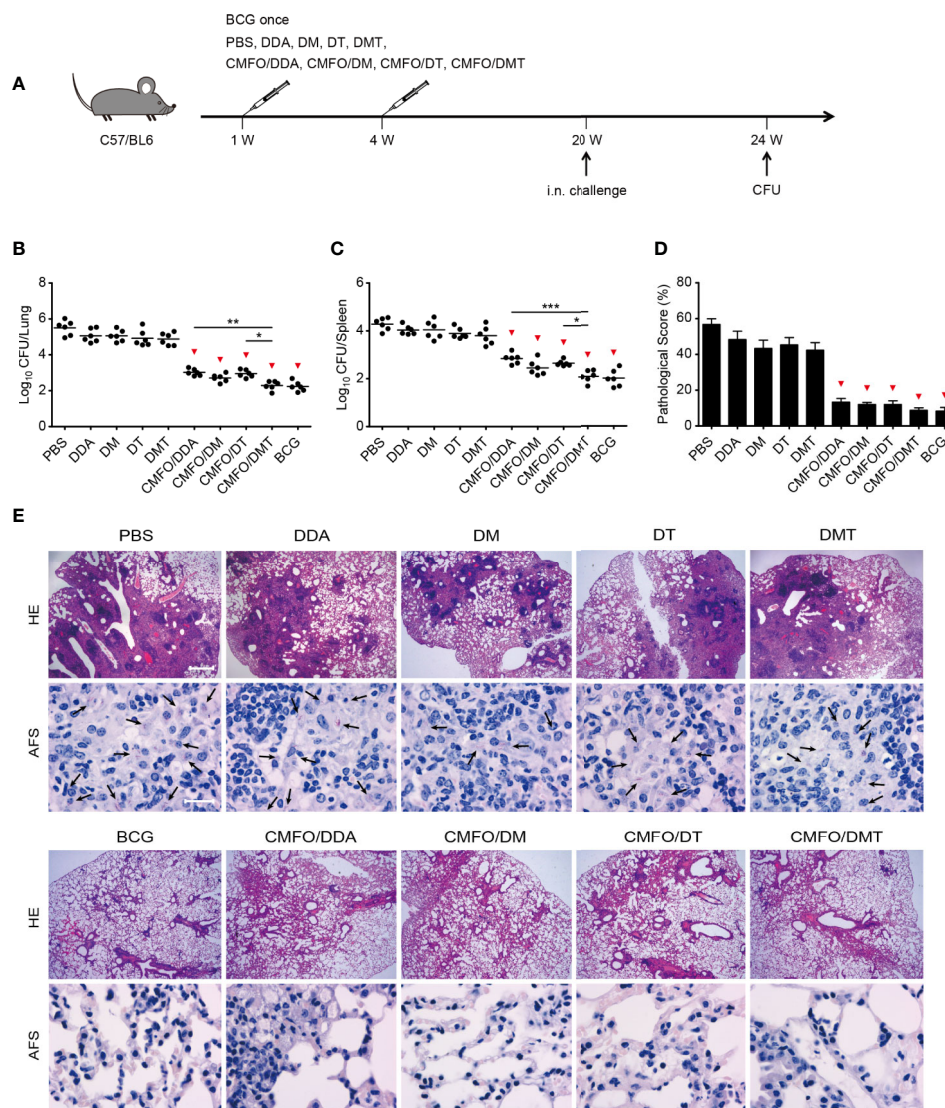 A
BCG once
PBS, DDA, DM, DT, DMT,
CMFO/DDA, CMFO/DM, CMFO/DT, CMFO/DMT
C57/BL6
1 W
4 W
20 W
24 W
i.n. challenge
CFU
B
Log10 CFU/Lung
8
6
4
2
0
**
*
PBS
DDA
DM
DT
DMT
CMFO/DDA
CMFO/DM
CMFO/DT
CMFO/DMT
BCG
C
Log10 CFU/Spleen
6
4
2
0
***
*
PBS
DDA
DM
DT
DMT
CMFO/DDA
CMFO/DM
CMFO/DT
CMFO/DMT
BCG
D
Pathological Score (%)
80
60
40
20
0
PBS
DDA
DM
DT
DMT
CMFO/DDA
CMFO/DM
CMFO/DT
CMFO/DMT
BCG
E
PBS DDA DM DT DMT
HE
AFS
BCG CMFO/DDA CMFO/DM CMFO/DT CMFO/DMT
HE
AFS